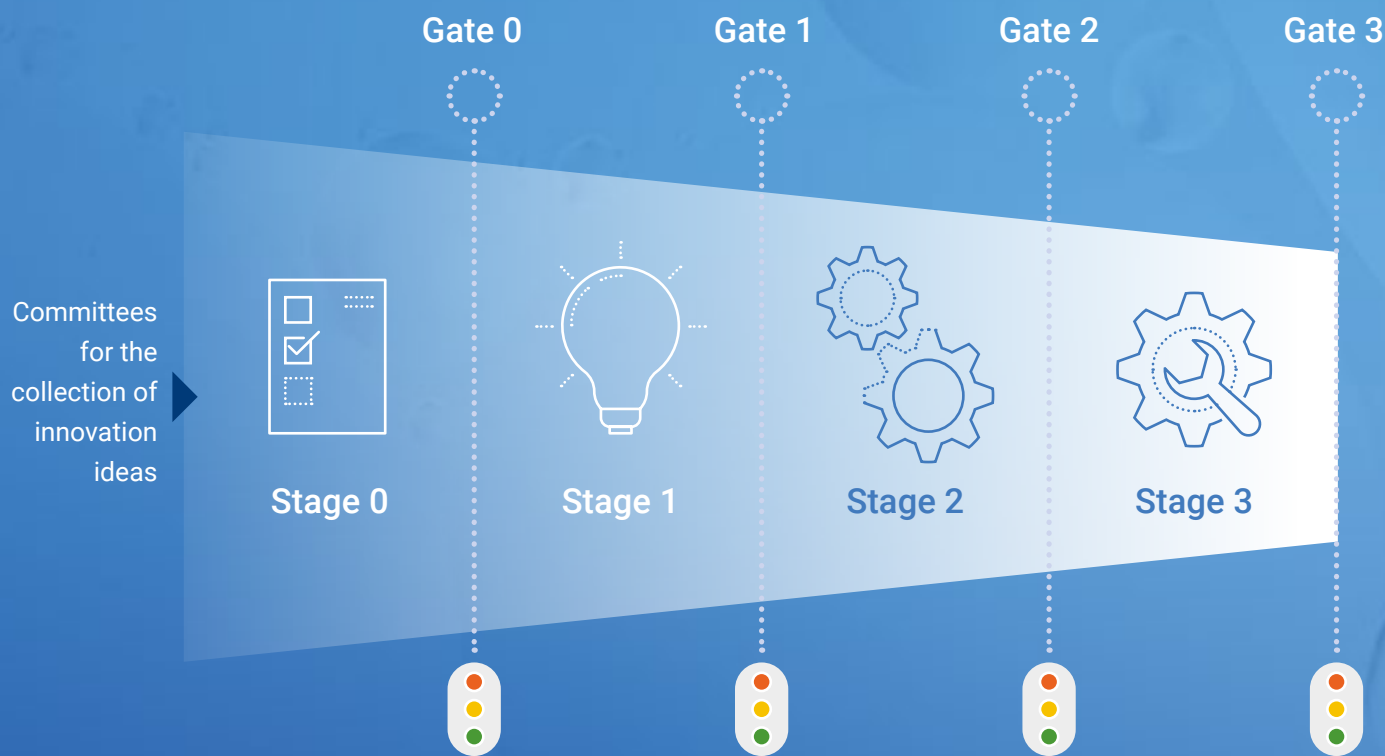 Gate 0
Gate 1
Gate 2
Gate 3
Committees
for the
collection of
innovation
ideas
Stage 0
Stage 1
Stage 2
Stage 3